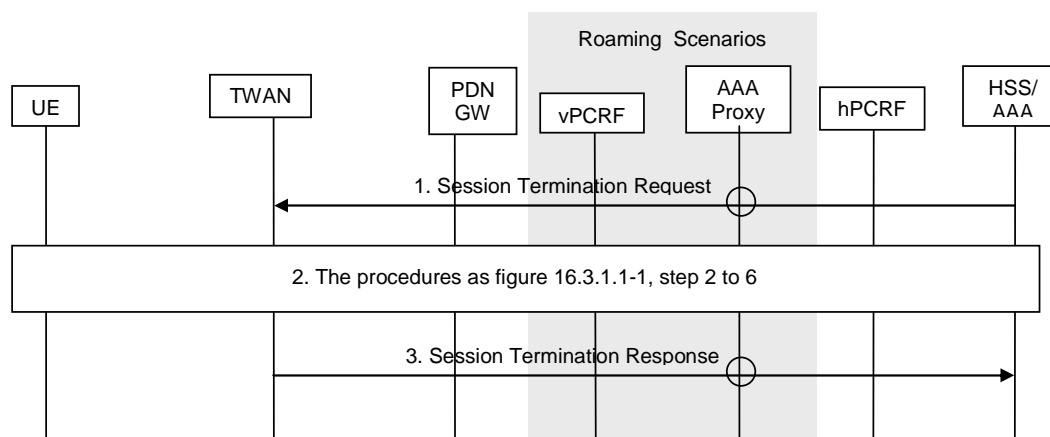 Roaming Scenarios
UE
TWAN
PDN
GW
vPCRF
AAA
Proxy
hPCRF
HSS/
AAA
1. Session Termination Request
2. The procedures as figure 16.3.1.1-1, step 2 to 6
3. Session Termination Response